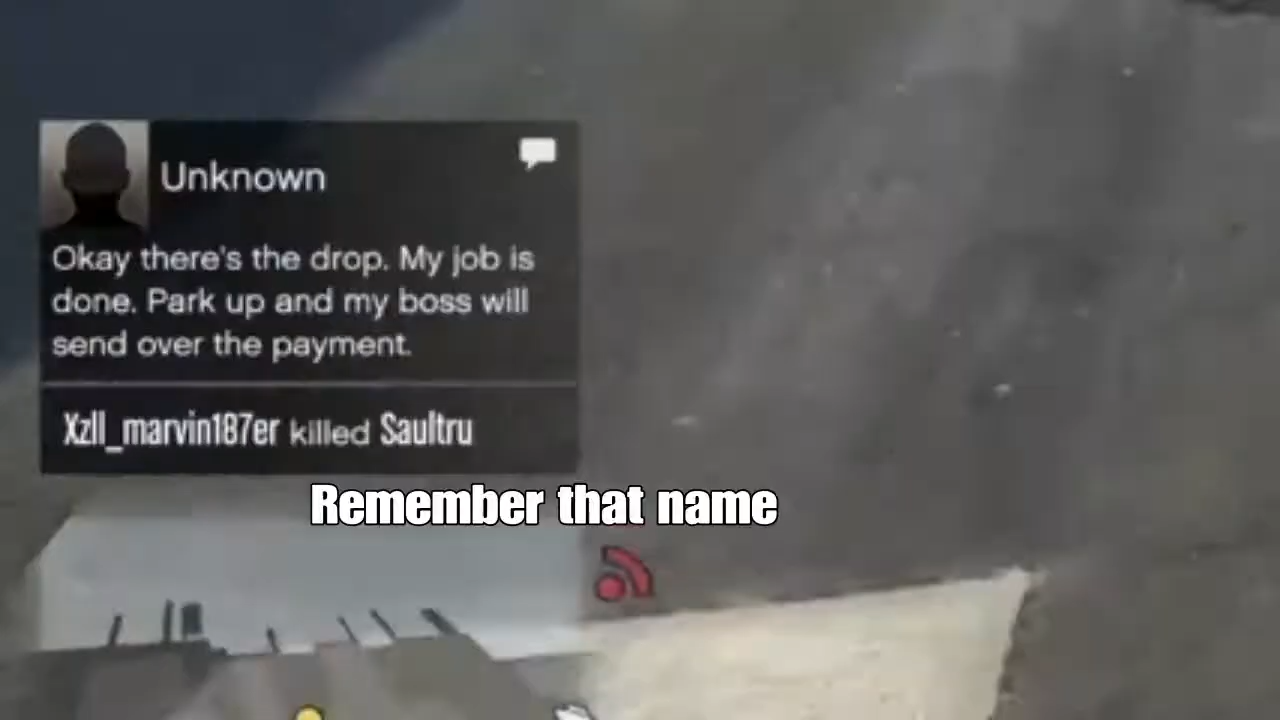 Unknown
Okay there's the drop. My job is
done. Park up and my boss will
send over the payment.
Xzll_marvin187er killed Saultru
Remember that name